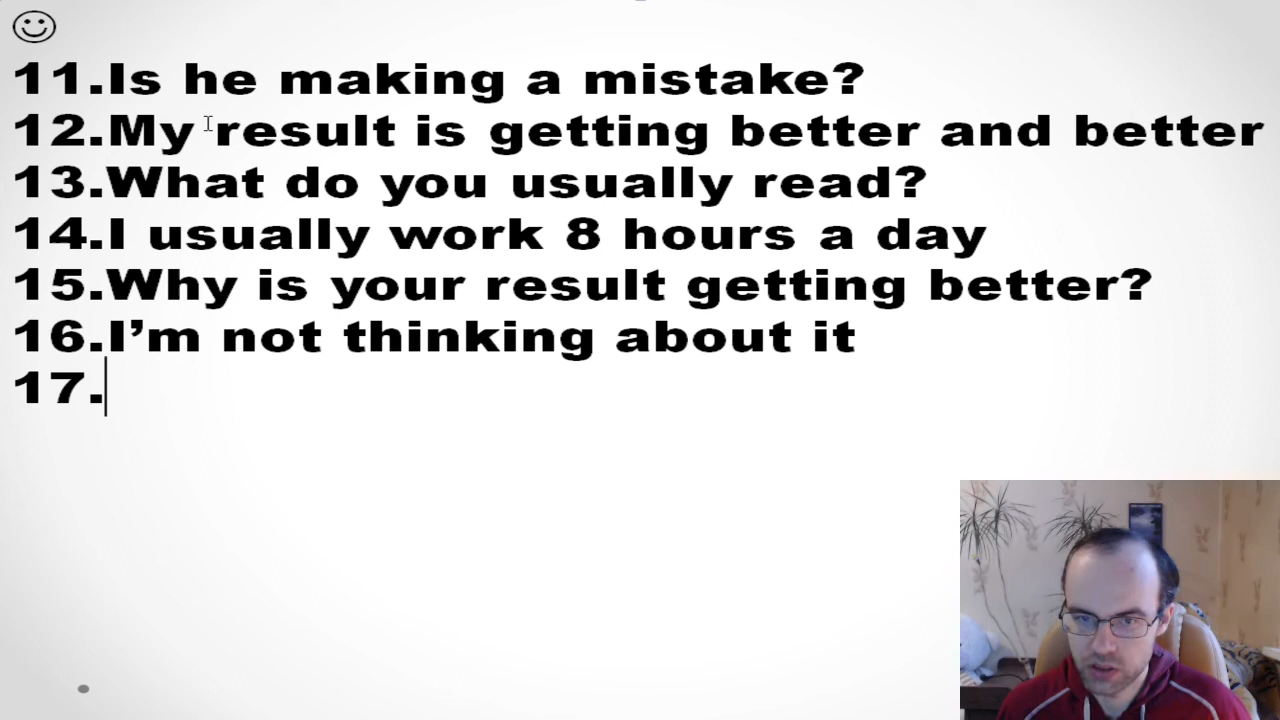 11.Is he making a mistake?
12.My result is getting better and better
13.What do you usually read?
14.I usually work 8 hours a day
15.Why is your result getting better?
16.I’m not thinking about it
17.